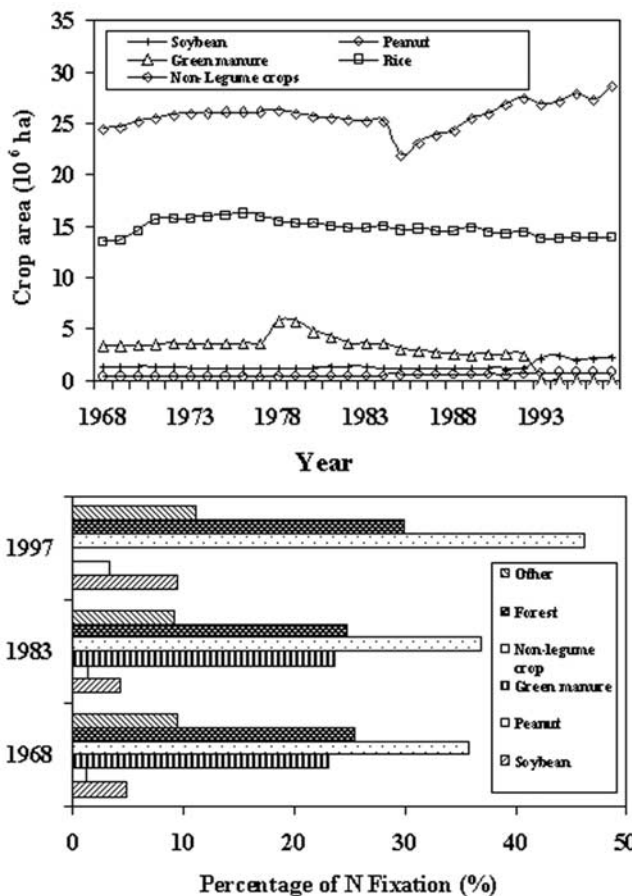 Soybean Peanut
Green manure Rice
Non-Legume crops
Crop area (10⁶ ha)
35
30
25
20
15
10
5
0
1968 1973 1978 1983 1988 1993
Year
1997
1983
1968
Other
Forest
Non-legume
crop
Green manure
Peanut
Soybean
0 10 20 30 40 50
Percentage of N Fixation (%)